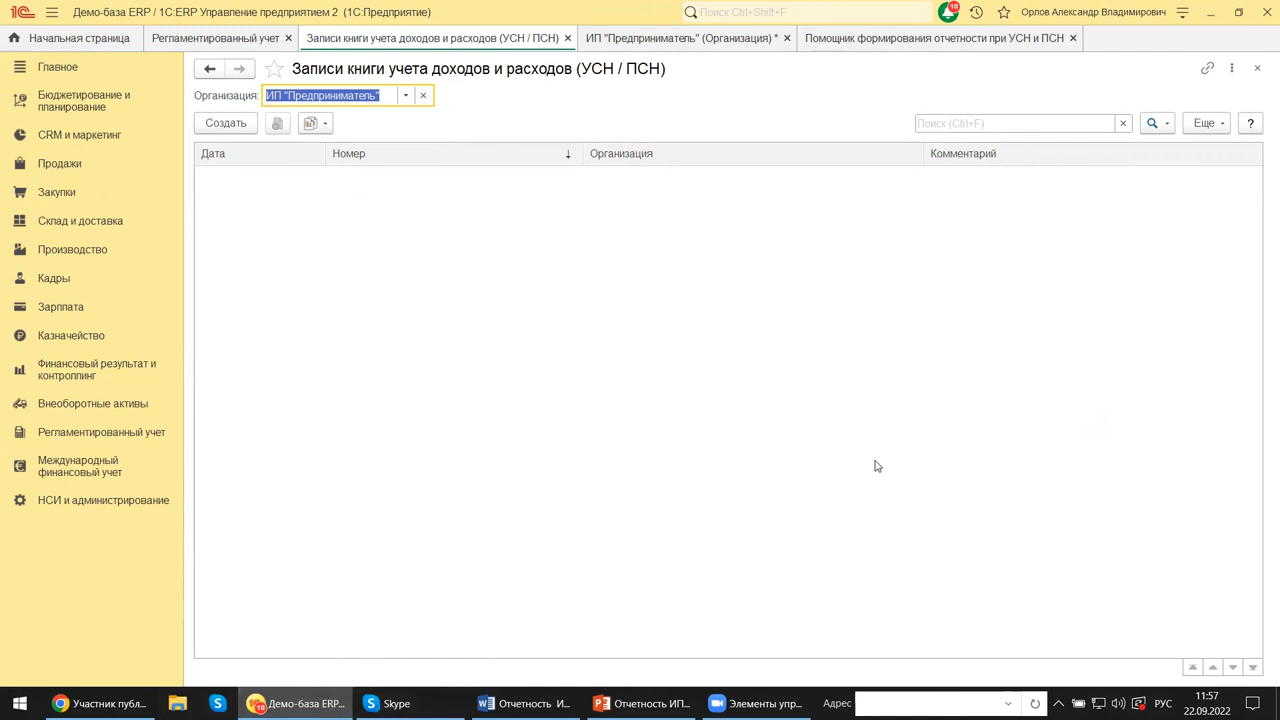 Демо-база ERP / 1С:ERP Управление предприятием 2 (1С:Предприятие)
Поиск Ctrl+Shift+F
10
Орлов Александр Владимирович
Начальная страница
Регламентированный учет
Записи книги учета доходов и расходов (УСН / ПСН)
ИП "Предприниматель" (Организация) *
Помощник формирования отчетности при УСН и ПСН
Главное
Бюджетирование и
планирование
CRM и маркетинг
Продажи
Закупки
Склад и доставка
Производство
Кадры
Зарплата
Казначейство
Финансовый результат и
контроллинг
Внеоборотные активы
Регламентированный учет
Международный
финансовый учет
НСИ и администрирование
Записи книги учета доходов и расходов (УСН / ПСН)
Организация: ИП "Предприниматель"
Создать
Поиск (Ctrl+F)
Еще
?
Дата Номер Организация Комментарий
Участник публ...
10
Демо-база ERP...
Skype
Отчетность И...
Отчетность ИП...
Элементы упр...
Адрес
РУС
11:57
22.09.2022